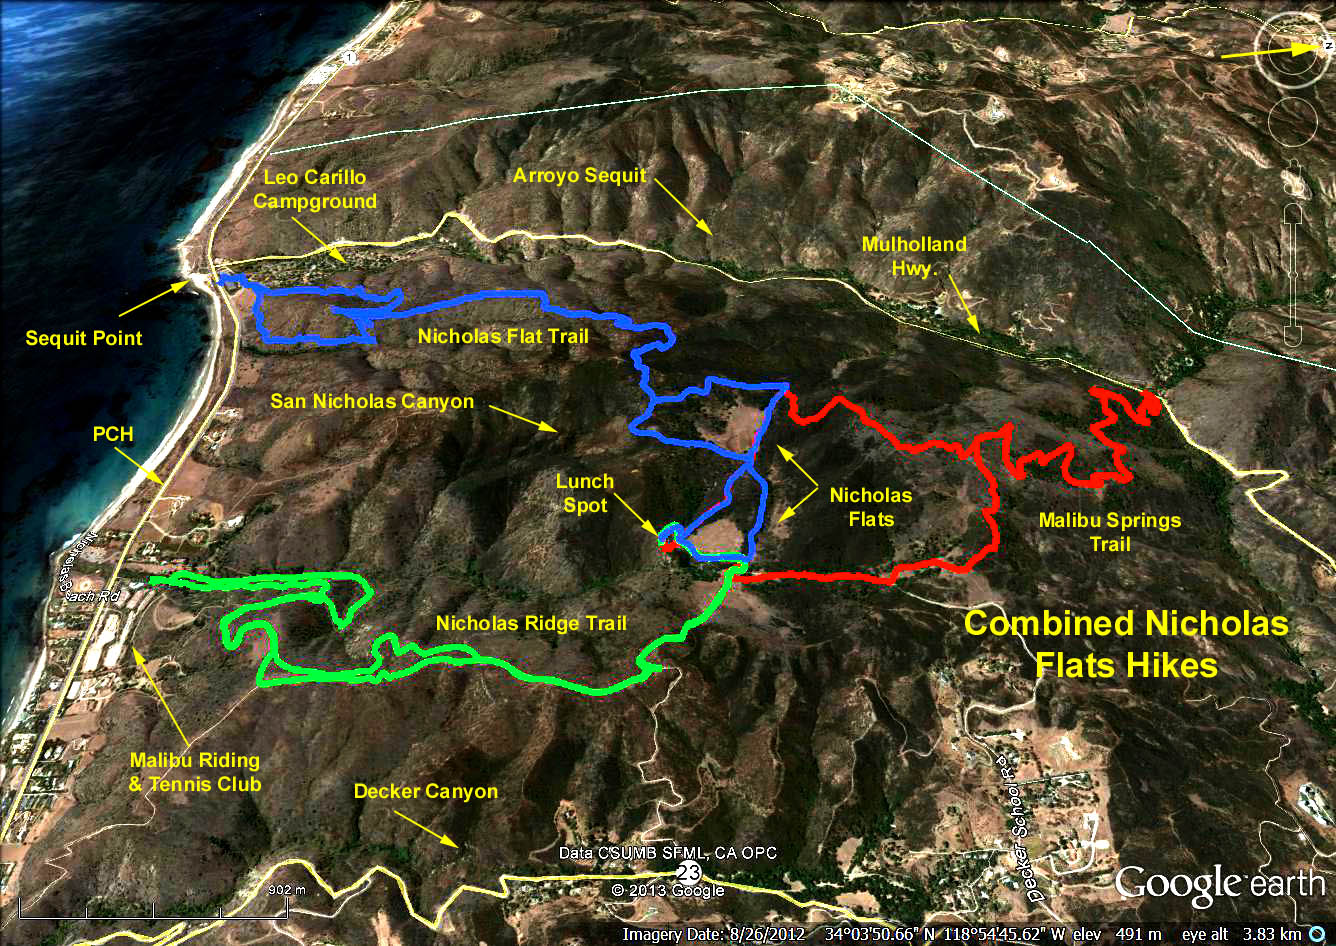 N
1
Leo Carillo
Campground
Arroyo Sequit
Mulholland
Hwy.
Sequit Point
Nicholas Flat Trail
San Nicholas Canyon
PCH
Lunch
Spot
Nicholas
Flats
Malibu Springs
Trail
Nicholas Ridge Trail
Combined Nicholas
Flats Hikes
Malibu Riding
& Tennis Club
Decker Canyon
Decker School Rd
Data CSUMB SFML, CA OPC
23
© 2013 Google
902 m
Google earth
Imagery Date: 8/26/2012 34°03'50.66" N 118°54'45.62" W elev 491 m eye alt 3.83 km